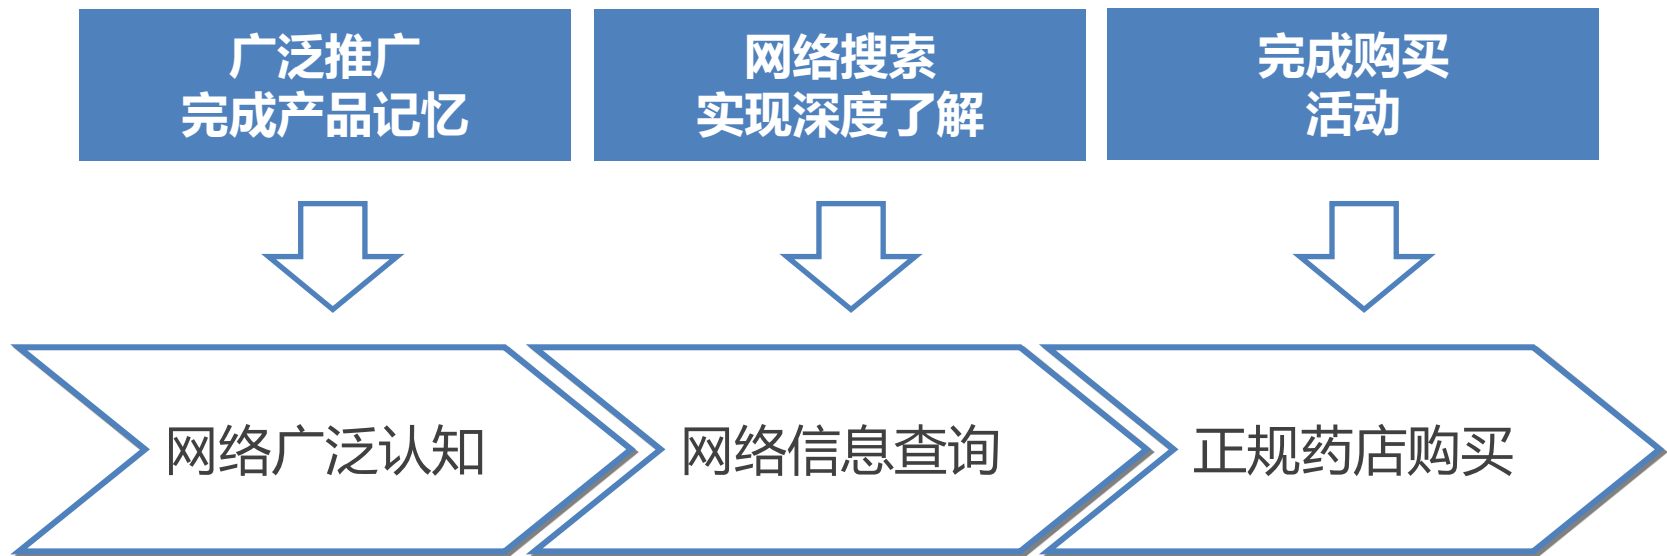 广泛推广
完成产品记忆
网络搜索
实现深度了解
完成购买
活动
网络广泛认知
网络信息查询
正规药店购买